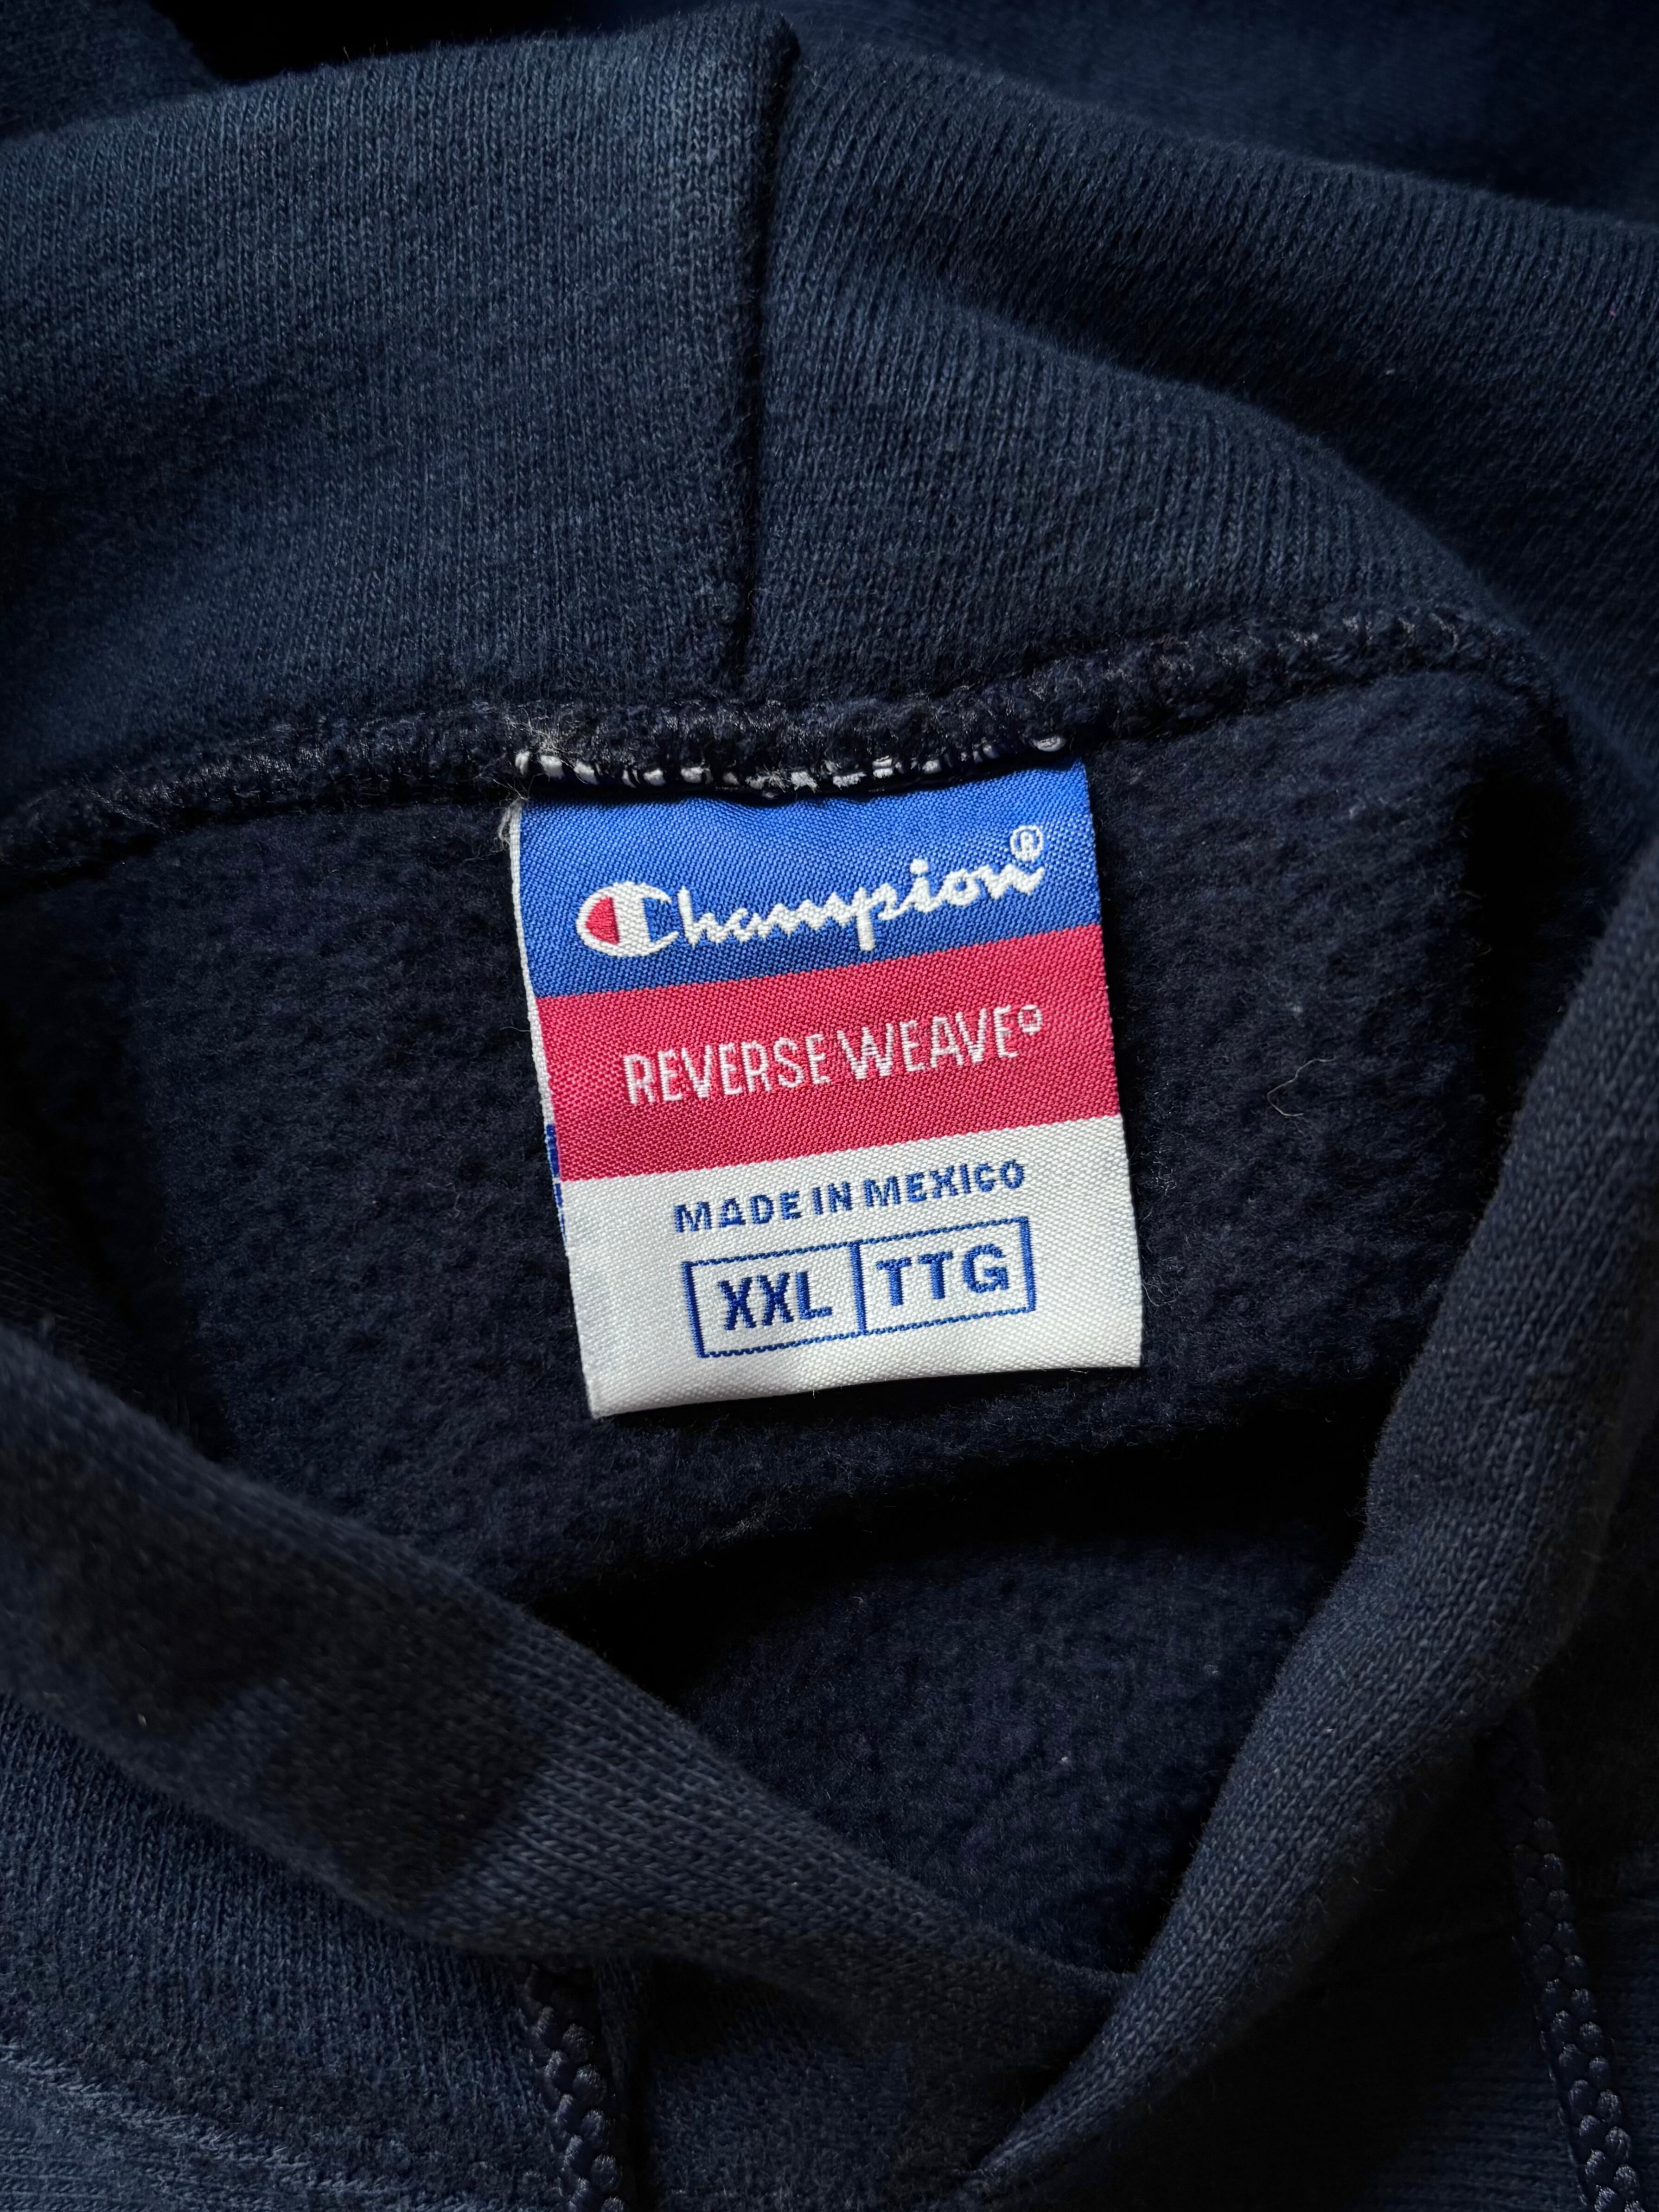 Champion®
REVERSE WEAVE®
MADE IN MEXICO
XXL TTG